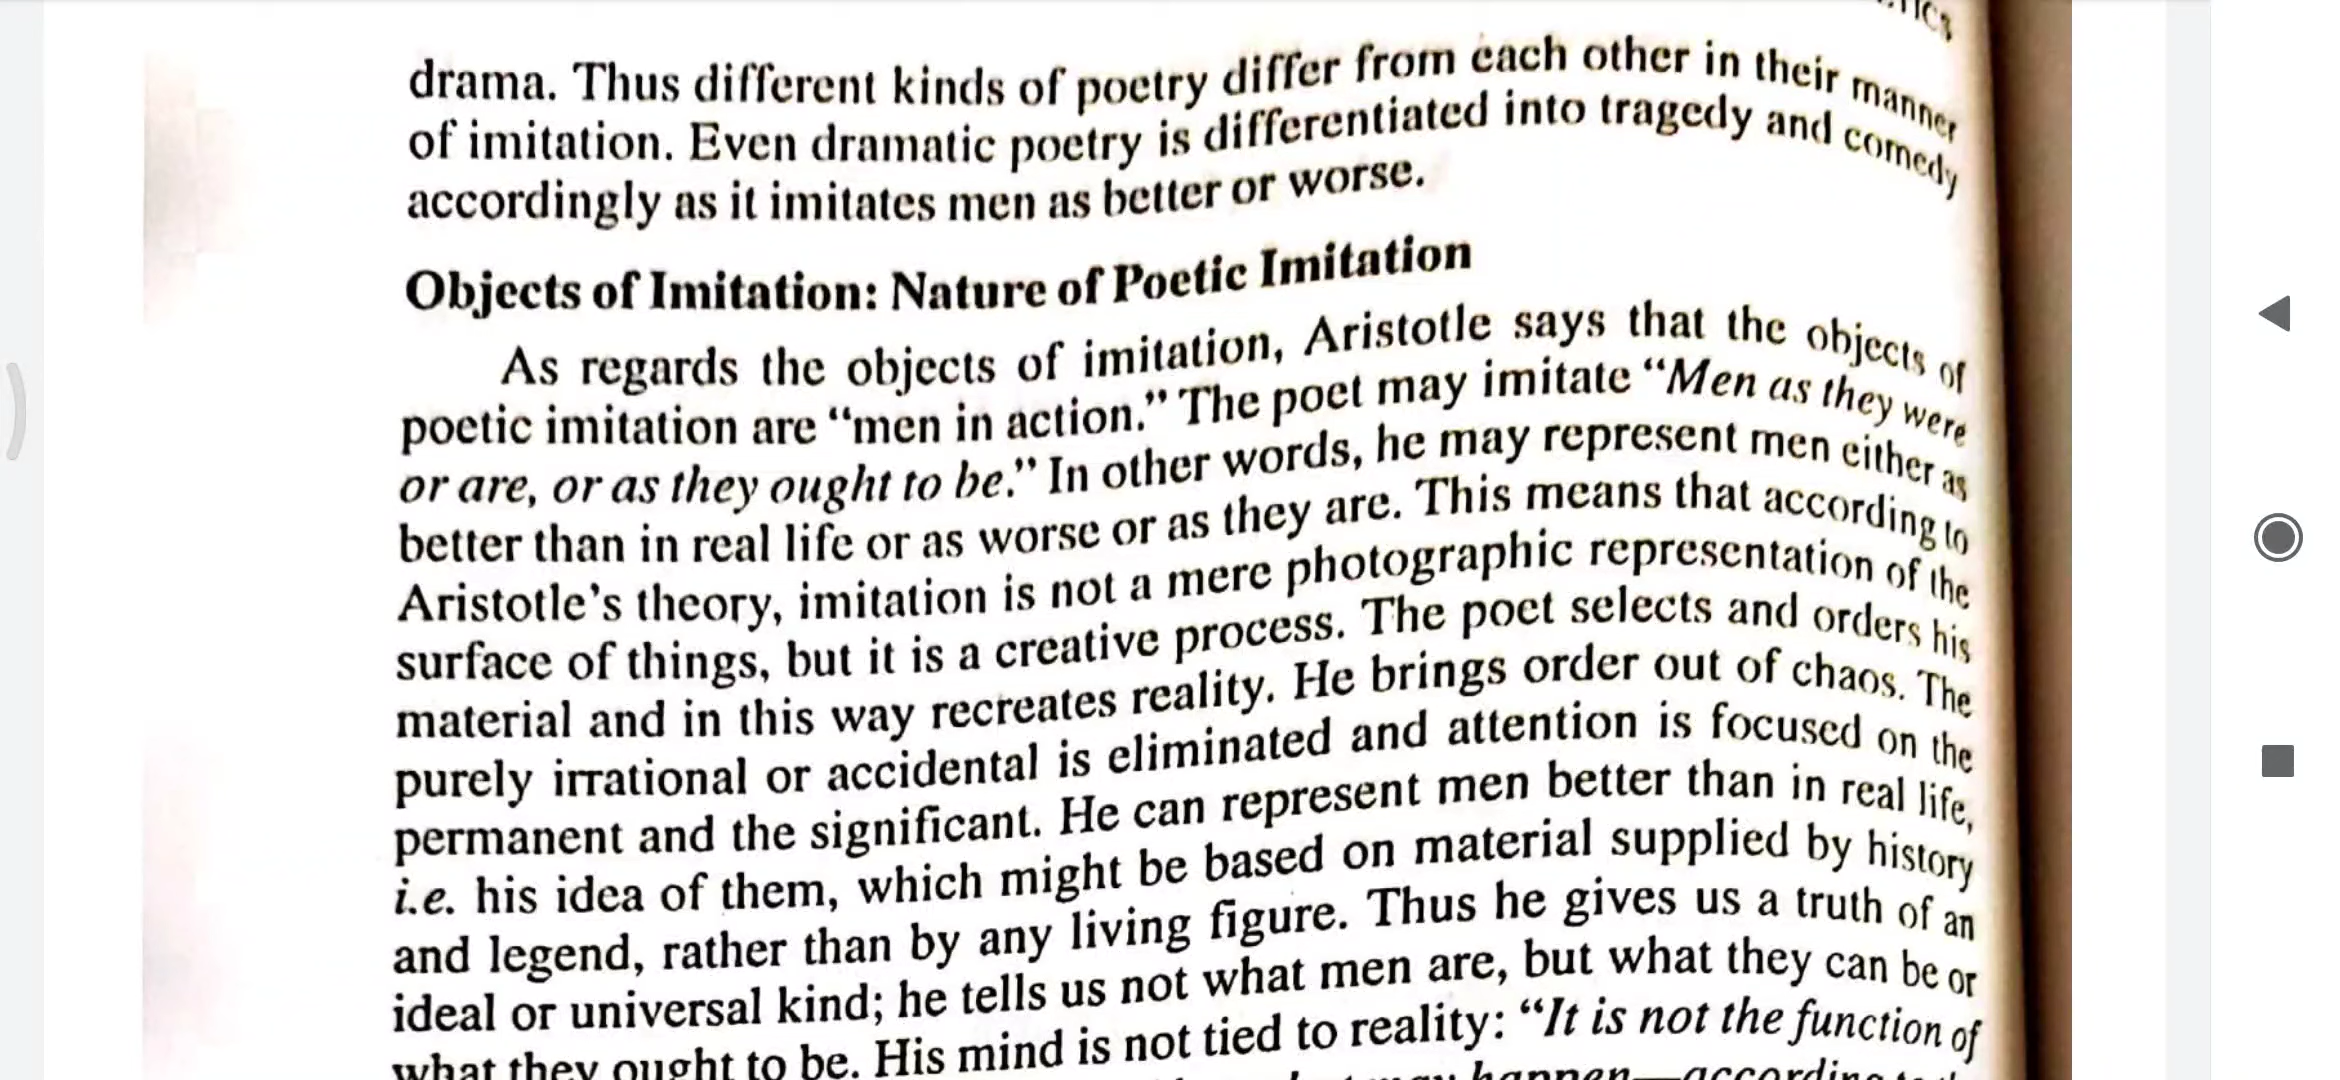 drama. Thus different kinds of poetry differ from each other in their manner
of imitation. Even dramatic poetry is differentiated into tragedy and comedy
accordingly as it imitates men as better or worse.
Objects of Imitation: Nature of Poetic Imitation
As regards the objects of imitation, Aristotle says that the objects of
poetic imitation are “men in action.” The poet may imitate “Men as they were
or are, or as they ought to be.” In other words, he may represent men either as
better than in real life or as worse or as they are. This means that according to
Aristotle’s theory, imitation is not a mere photographic representation of the
surface of things, but it is a creative process. The poet selects and orders his
material and in this way recreates reality. He brings order out of chaos. The
purely irrational or accidental is eliminated and attention is focused on the
permanent and the significant. He can represent men better than in real life,
i.e. his idea of them, which might be based on material supplied by history
and legend, rather than by any living figure. Thus he gives us a truth of an
ideal or universal kind; he tells us not what men are, but what they can be or
what they ought to be. His mind is not tied to reality: “It is not the function of
may happen—according